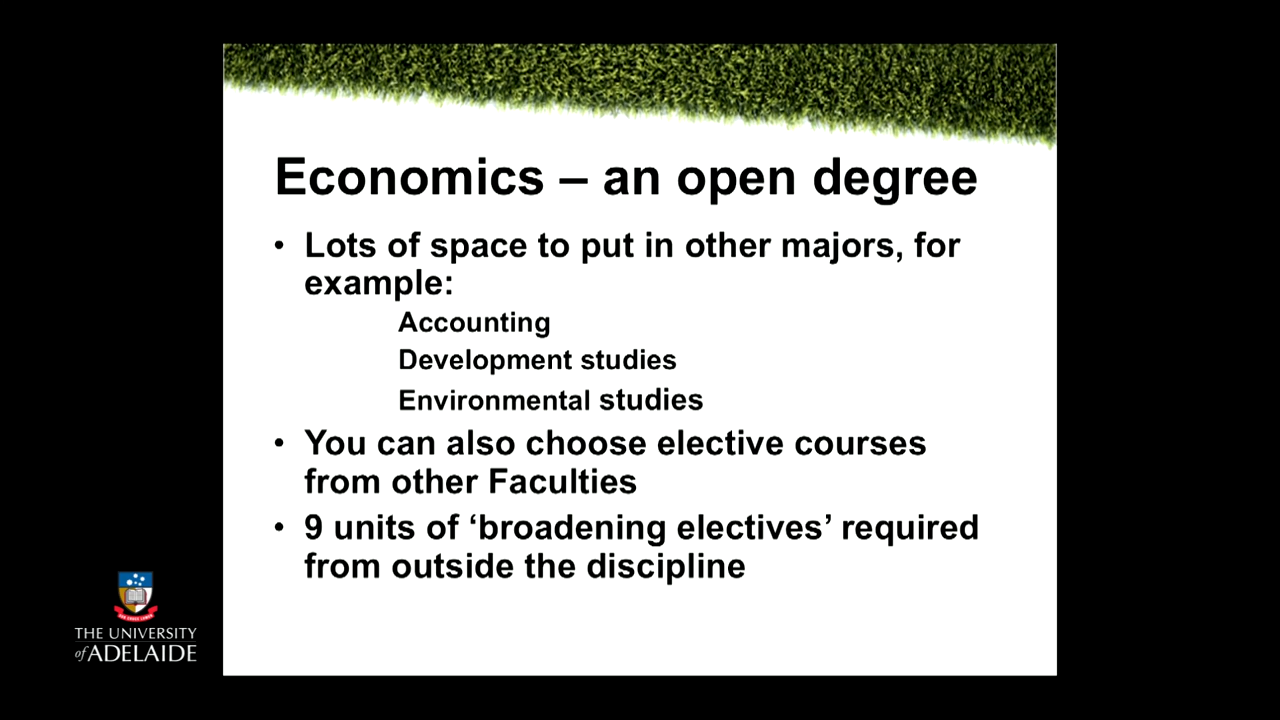 Economics – an open degree
• Lots of space to put in other majors, for
example:
Accounting
Development studies
Environmental studies
• You can also choose elective courses
from other Faculties
• 9 units of ‘broadening electives’ required
from outside the discipline
THE UNIVERSITY
of ADELAIDE